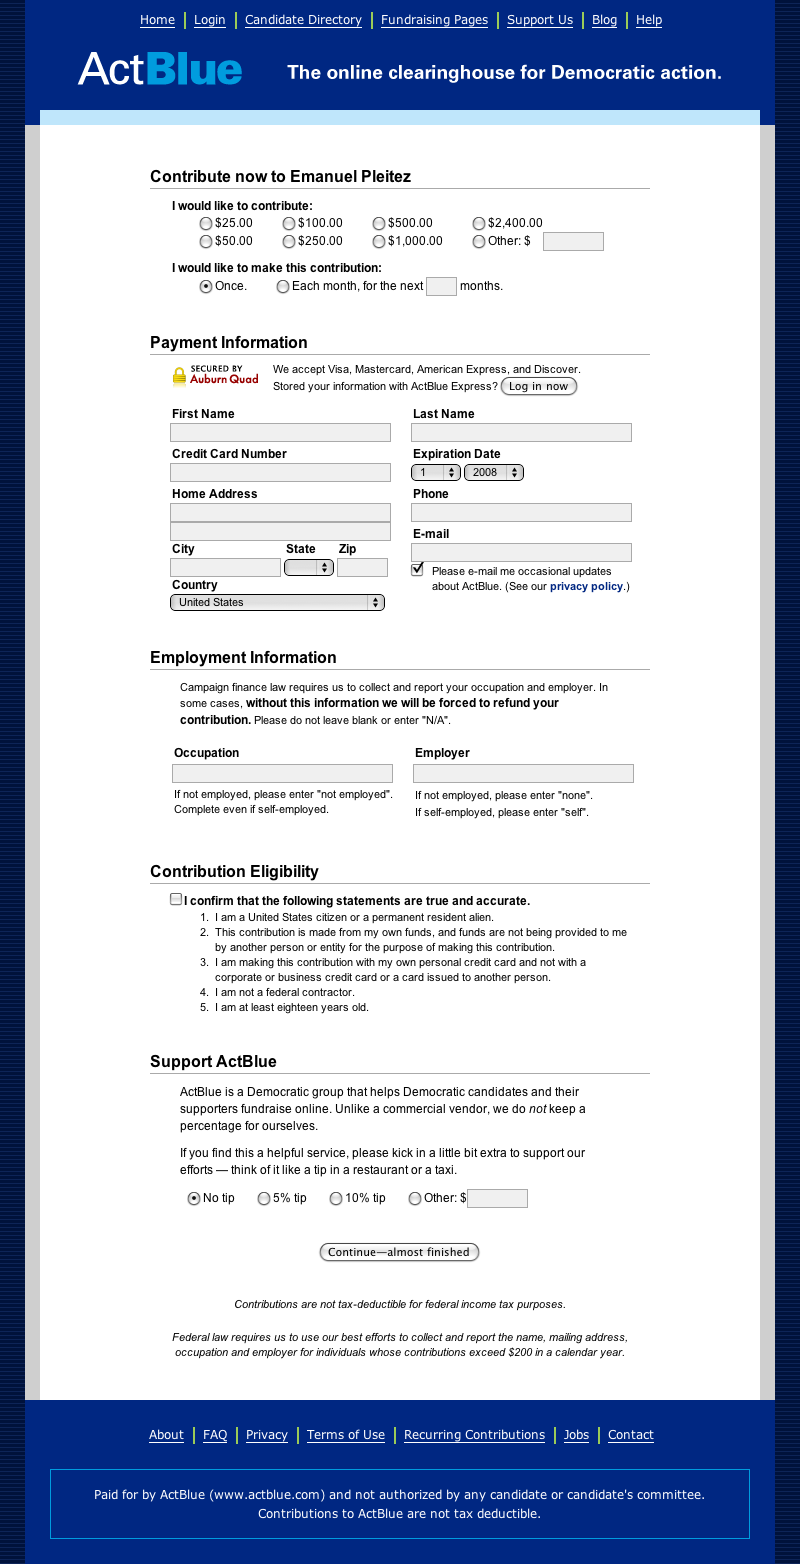 Home Login Candidate Directory Fundraising Pages Support Us Blog Help
ActBlue The online clearinghouse for Democratic action.
Contribute now to Emanuel Pleitez
I would like to contribute:
$25.00 $100.00 $500.00 $2,400.00
$50.00 $250.00 $1,000.00 Other: $
I would like to make this contribution:
Once. Each month, for the next months.
Payment Information
SECURED BY
Auburn Quad
We accept Visa, Mastercard, American Express, and Discover.
Stored your information with ActBlue Express? Log in now
First Name Last Name
Credit Card Number Expiration Date
1 2008
Home Address Phone
E-mail
City State Zip
Please e-mail me occasional updates
about ActBlue. (See our privacy policy.)
Country
United States
Employment Information
Campaign finance law requires us to collect and report your occupation and employer. In
some cases, without this information we will be forced to refund your
contribution. Please do not leave blank or enter "N/A".
Occupation Employer
If not employed, please enter "not employed". If not employed, please enter "none".
Complete even if self-employed. If self-employed, please enter "self".
Contribution Eligibility
I confirm that the following statements are true and accurate.
1. I am a United States citizen or a permanent resident alien.
2. This contribution is made from my own funds, and funds are not being provided to me
by another person or entity for the purpose of making this contribution.
3. I am making this contribution with my own personal credit card and not with a
corporate or business credit card or a card issued to another person.
4. I am not a federal contractor.
5. I am at least eighteen years old.
Support ActBlue
ActBlue is a Democratic group that helps Democratic candidates and their
supporters fundraise online. Unlike a commercial vendor, we do not keep a
percentage for ourselves.
If you find this a helpful service, please kick in a little bit extra to support our
efforts — think of it like a tip in a restaurant or a taxi.
No tip 5% tip 10% tip Other: $
Continue—almost finished
Contributions are not tax-deductible for federal income tax purposes.
Federal law requires us to use our best efforts to collect and report the name, mailing address,
occupation and employer for individuals whose contributions exceed $200 in a calendar year.
About FAQ Privacy Terms of Use Recurring Contributions Jobs Contact
Paid for by ActBlue (www.actblue.com) and not authorized by any candidate or candidate's committee.
Contributions to ActBlue are not tax deductible.